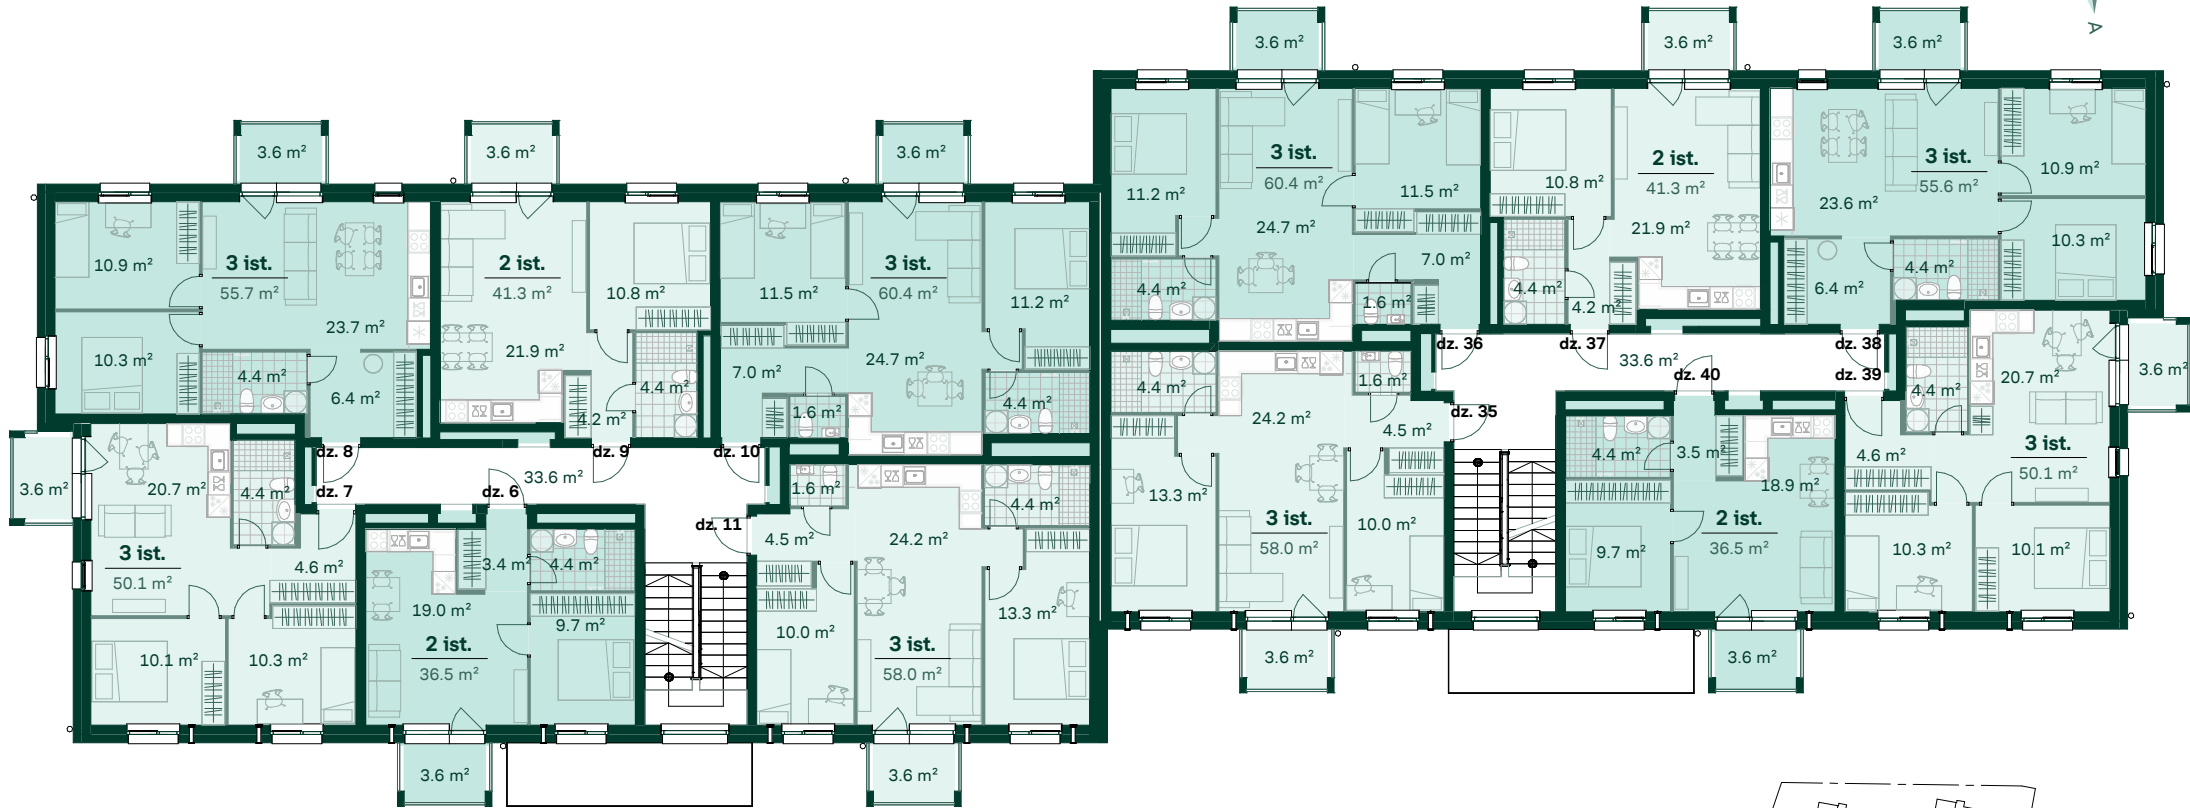 3.6 m²
3.6 m²
3.6 m²
A
3.6 m²
3.6 m²
3.6 m²
3 ist.
60.4 m²
11.2 m²
11.5 m²
24.7 m²
7.0 m²
4.4 m²
1.6 m²
10.8 m²
2 ist.
41.3 m²
21.9 m²
4.4 m²
4.2 m²
3 ist.
55.6 m²
23.6 m²
10.9 m²
10.3 m²
6.4 m²
4.4 m²
10.9 m²
3 ist.
55.7 m²
23.7 m²
10.3 m²
4.4 m²
6.4 m²
2 ist.
41.3 m²
10.8 m²
21.9 m²
4.4 m²
4.2 m²
11.5 m²
3 ist.
60.4 m²
11.2 m²
24.7 m²
7.0 m²
1.6 m²
4.4 m²
dz. 36
dz. 37
33.6 m²
dz. 38
dz. 40
dz. 39
dz. 35
dz. 8
dz. 9
dz. 10
dz. 7
dz. 6
33.6 m²
dz. 11
3.6 m²
20.7 m²
4.4 m²
3 ist.
50.1 m²
4.6 m²
10.1 m²
10.3 m²
3.4 m²
4.4 m²
19.0 m²
9.7 m²
2 ist.
36.5 m²
1.6 m²
4.5 m²
24.2 m²
4.4 m²
10.0 m²
13.3 m²
3 ist.
58.0 m²
4.4 m²
24.2 m²
1.6 m²
4.5 m²
13.3 m²
10.0 m²
3 ist.
58.0 m²
4.4 m²
3.5 m²
18.9 m²
9.7 m²
2 ist.
36.5 m²
4.4 m²
20.7 m²
3.6 m²
4.6 m²
3 ist.
50.1 m²
10.3 m²
10.1 m²
3.6 m²
3.6 m²
3.6 m²
3.6 m²